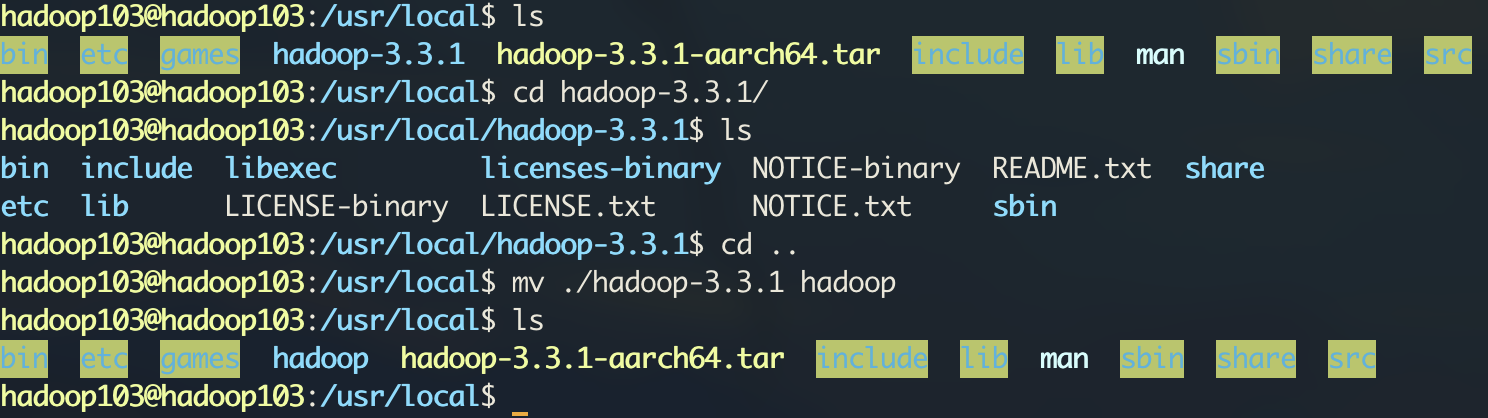 hadoop103@hadoop103:/usr/local$ ls
bin etc games hadoop-3.3.1 hadoop-3.3.1-aarch64.tar include lib man sbin share src
hadoop103@hadoop103:/usr/local$ cd hadoop-3.3.1/
hadoop103@hadoop103:/usr/local/hadoop-3.3.1$ ls
bin include libexec licenses-binary NOTICE-binary README.txt share
etc lib LICENSE-binary LICENSE.txt NOTICE.txt sbin
hadoop103@hadoop103:/usr/local/hadoop-3.3.1$ cd ..
hadoop103@hadoop103:/usr/local$ mv ./hadoop-3.3.1 hadoop
hadoop103@hadoop103:/usr/local$ ls
bin etc games hadoop hadoop-3.3.1-aarch64.tar include lib man sbin share src
hadoop103@hadoop103:/usr/local$